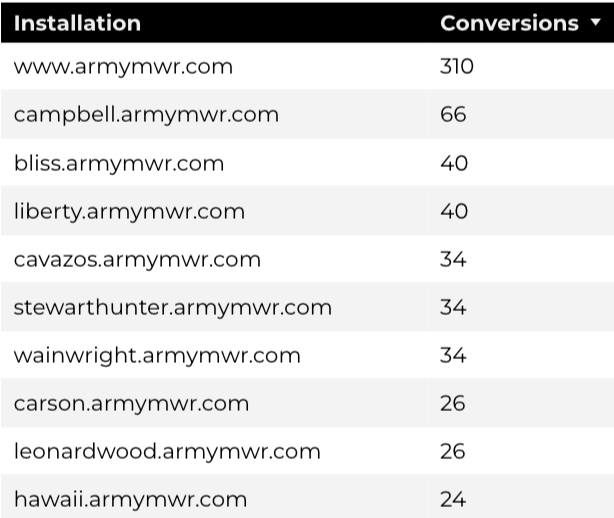 Installation Conversions ▼
www.armymwr.com 310
campbell.armymwr.com 66
bliss.armymwr.com 40
liberty.armymwr.com 40
cavazos.armymwr.com 34
stewarthunter.armymwr.com 34
wainwright.armymwr.com 34
carson.armymwr.com 26
leonardwood.armymwr.com 26
hawaii.armymwr.com 24